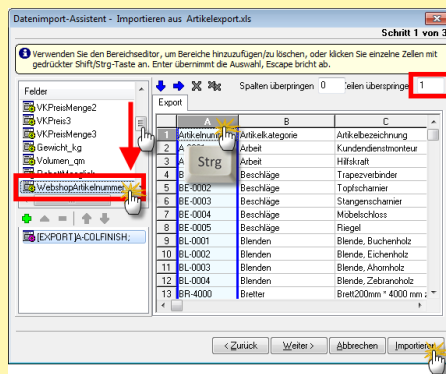 Datenimport-Assistent - Importieren aus Artikelexport.xls
Schritt 1 von 3
Verwenden Sie den Bereichseditor, um Bereiche hinzuzufügen/zu löschen, oder klicken Sie einzelne Zellen mit
gedrückter Shift/Strg-Taste an. Enter übernimmt die Auswahl, Escape bricht ab.
Spalten überpringen 0 Zeilen überspringen 1
Felder
VKPreisMenge2
VKPreis3
VKPreisMenge3
Gewicht_kg
Volumen_qm
WebshopArtikelnummer
[EXPORT]A-COLFINISH;
Export
A B C
1 Artikelnum Artikelkategorie Artikelbezeichnung
2 Arbeit Kundendienstmonteur
3 A Arbeit Hilfskraft
4 B Beschläge Trapezverbinder
5 BE-0002 Beschläge Topfscharnier
6 BE-0003 Beschläge Stangenscharnier
7 BE-0004 Beschläge Möbelschloss
8 BE-0005 Beschläge Riegel
9 BL-0001 Blenden Blende, Buchenholz
10 BL-0002 Blenden Blende, Eichenholz
11 BL-0003 Blenden Blende, Ahornholz
12 BL-0004 Blenden Blende, Zebranoholz
13 BR-4000 Bretter Brett200mm * 4000 mm
Strg
< Zurück Weiter > Abbrechen Importieren